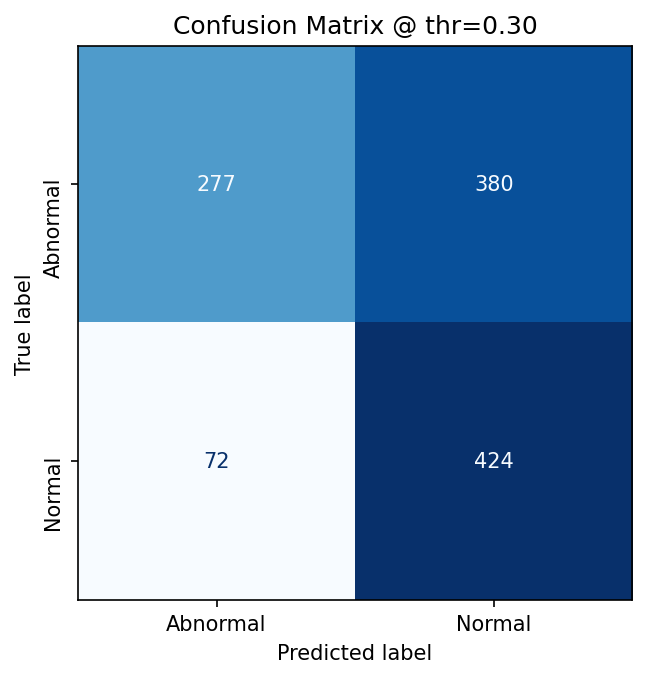 Confusion Matrix @ thr=0.30
True label
Abnormal
277
380
Normal
72
424
Abnormal
Normal
Predicted label